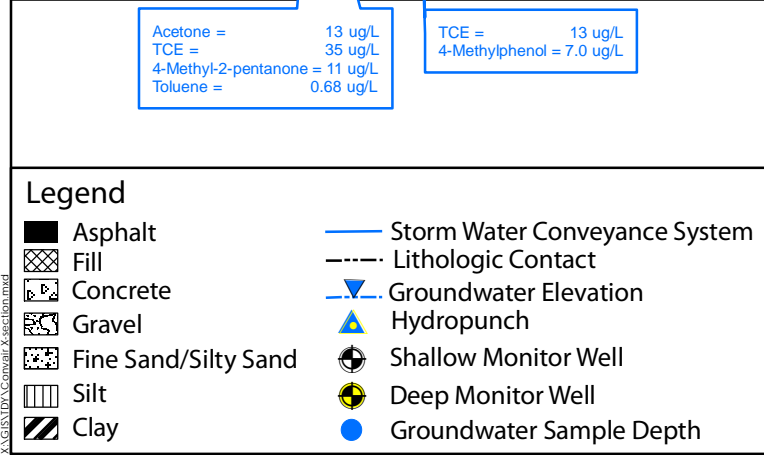 Acetone = 13 ug/L
TCE = 35 ug/L
4-Methyl-2-pentanone = 11 ug/L
Toluene = 0.68 ug/L
TCE = 13 ug/L
4-Methylphenol = 7.0 ug/L
Legend
Asphalt
Fill
Concrete
Gravel
Fine Sand/Silty Sand
Silt
Clay
Storm Water Conveyance System
Lithologic Contact
Groundwater Elevation
Hydropunch
Shallow Monitor Well
Deep Monitor Well
Groundwater Sample Depth
X:\GIS\TDY\Convair X-section.mxd